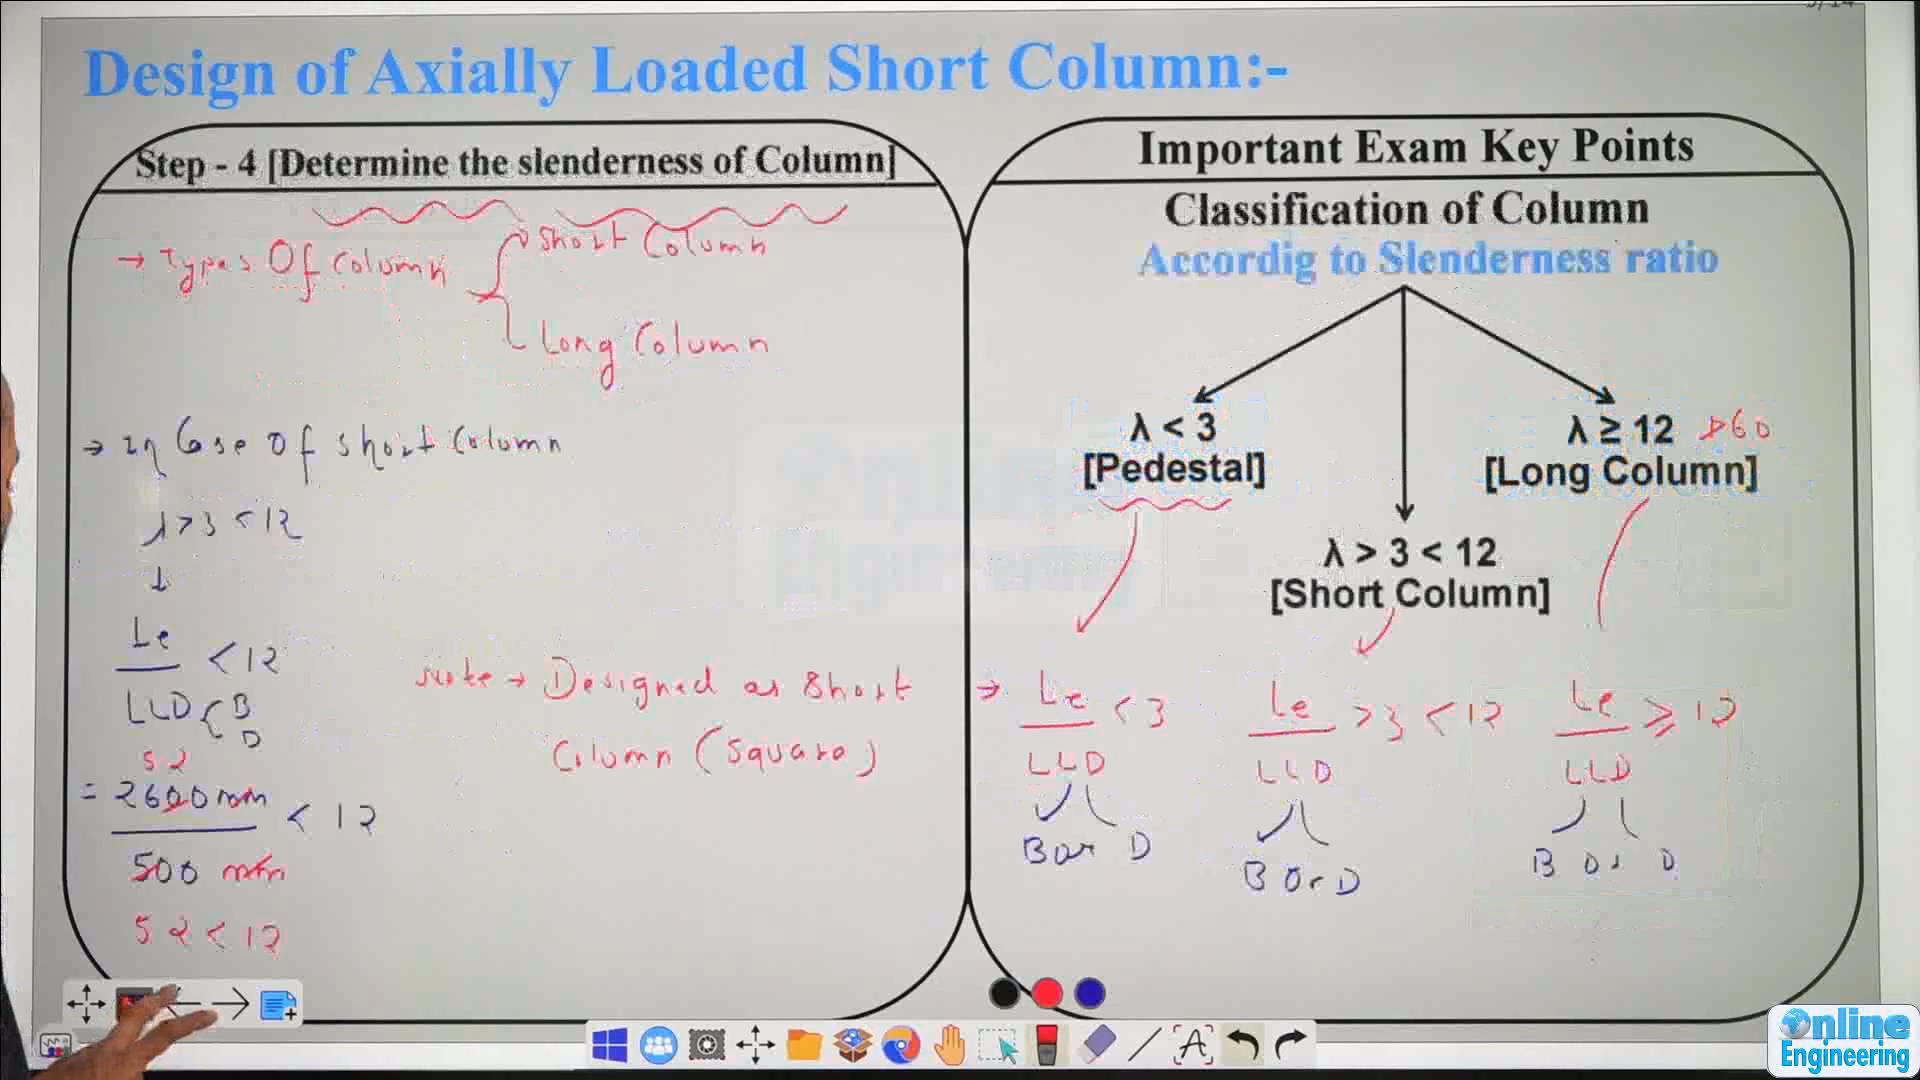 Design of Axially Loaded Short Column:-
Step - 4 [Determine the slenderness of Column]
→ Types Of Column
Short Column
Long Column
→ In Case Of Short Column
λ > 3 < 12
↓
Le
LLD { B
D
< 12
5 2
= 2600 mm
500 mm
< 12
5 2 < 12
Note → Designed as Short
Column (Square)
Important Exam Key Points
Classification of Column
Accordig to Slenderness ratio
λ < 3
[Pedestal]
λ > 3 < 12
[Short Column]
λ ≥ 12 >60
[Long Column]
→ Le
LLD
< 3
B or D
Le
LLD
> 3 < 12
B Or D
Le
LLD
≥ 12
B Or D
Online
Engineering